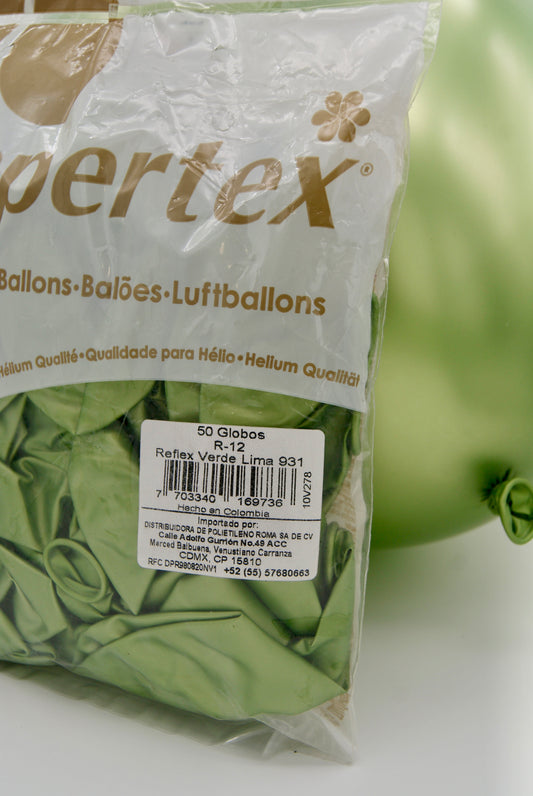 pertex®
Ballons•Balões•Luftballons
Hélium Qualité•Qualidade para Hélio•Helium Qualität
50 Globos
R-12
Reflex Verde Lima 931
7 703340 169736
10V278
Hecho en Colombia
Importado por:
DISTRIBUIDORA DE POLIETILENO ROMA SA DE CV
Calle Adolfo Gurrión No.49 ACC
Merced Balbuena, Venustiano Carranza
CDMX, CP 15810
RFC DPR980820NV1 +52 (55) 57680663